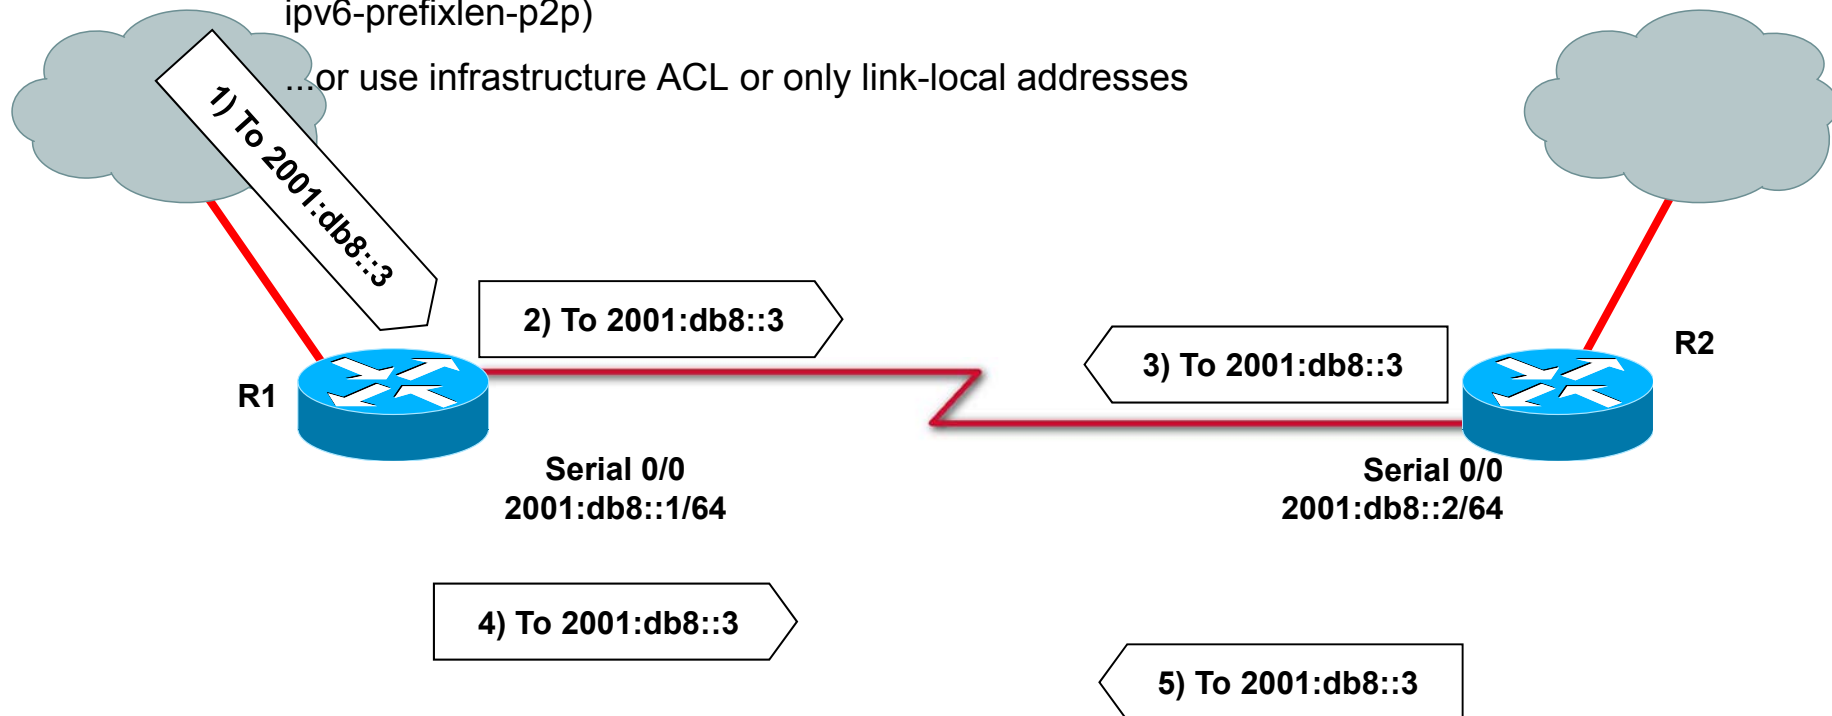 ipv6-prefixlen-p2p)
...or use infrastructure ACL or only link-local addresses
1) To 2001:db8::3
2) To 2001:db8::3
3) To 2001:db8::3
R2
R1
Serial 0/0
2001:db8::1/64
Serial 0/0
2001:db8::2/64
4) To 2001:db8::3
5) To 2001:db8::3